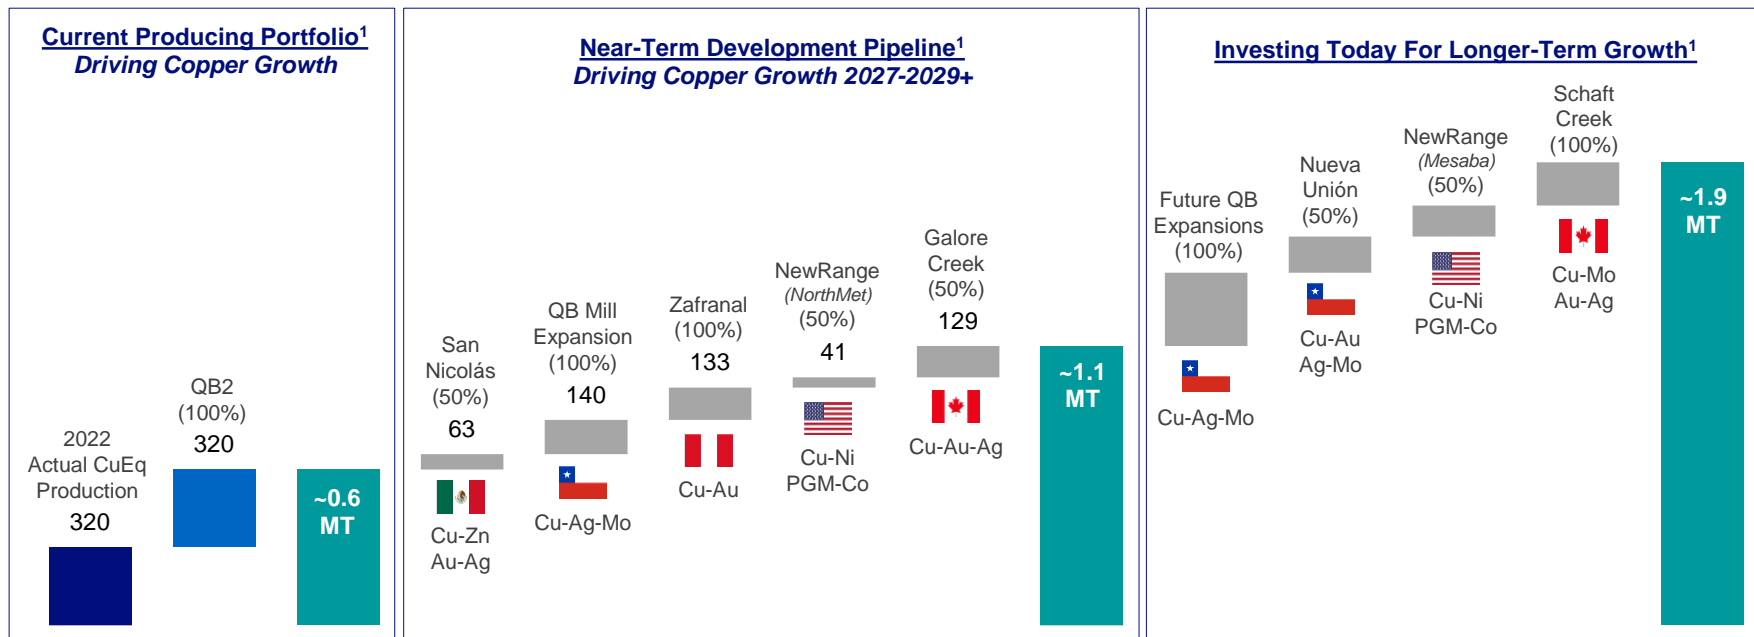 Current Producing Portfolio¹
Driving Copper Growth
2022
Actual CuEq
Production
320
QB2
(100%)
320
~0.6
MT
Near-Term Development Pipeline¹
Driving Copper Growth 2027-2029+
San
Nicolás
(50%)
63
Cu-Zn
Au-Ag
QB Mill
Expansion
(100%)
140
Cu-Ag-Mo
Zafranal
(100%)
133
Cu-Au
NewRange
(NorthMet)
(50%)
41
Cu-Ni
PGM-Co
Galore
Creek
(50%)
129
Cu-Au-Ag
~1.1
MT
Investing Today For Longer-Term Growth¹
Future QB
Expansions
(100%)
Cu-Ag-Mo
Nueva
Unión
(50%)
Cu-Au
Ag-Mo
NewRange
(Mesaba)
(50%)
Cu-Ni
PGM-Co
Schaft
Creek
(100%)
Cu-Mo
Au-Ag
~1.9
MT